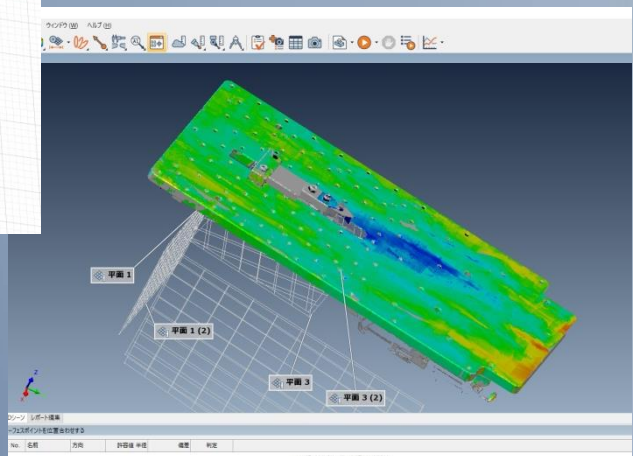 ウィンドウ(W) ヘルプ(H)
平面 1
平面 1 (2)
平面 3
平面 3 (2)
Z
レポート編集
No. 名称 方向 許容値 半径 偏差 判定